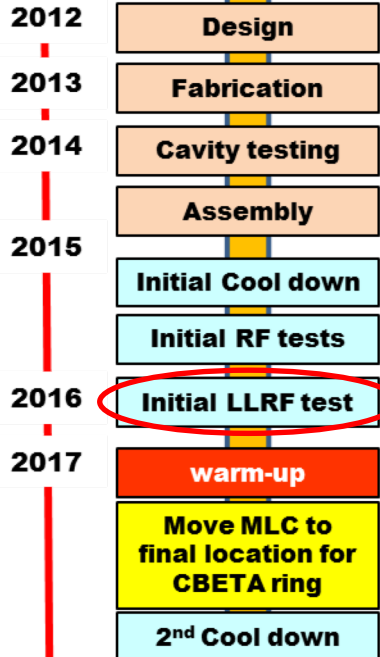 2012
Design
2013
Fabrication
2014
Cavity testing
Assembly
2015
Initial Cool down
Initial RF tests
2016
Initial LLRF test
2017
warm-up
Move MLC to
final location for
CBETA ring
2nd Cool down